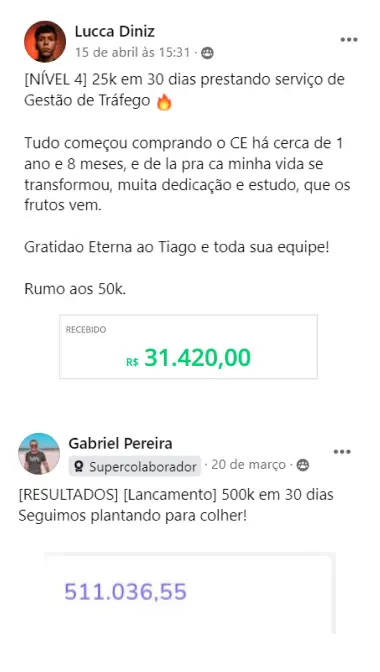 Lucca Diniz
15 de abril às 15:31 ·
[NÍVEL 4] 25k em 30 dias prestando serviço de
Gestão de Tráfego 🔥
Tudo começou comprando o CE há cerca de 1
ano e 8 meses, e de la pra ca minha vida se
transformou, muita dedicação e estudo, que os
frutos vem.
Gratidao Eterna ao Tiago e toda sua equipe!
Rumo aos 50k.
RECEBIDO
R$ 31.420,00
Gabriel Pereira
Supercolaborador · 20 de março ·
[RESULTADOS] [Lancamento] 500k em 30 dias
Seguimos plantando para colher!
511.036,55